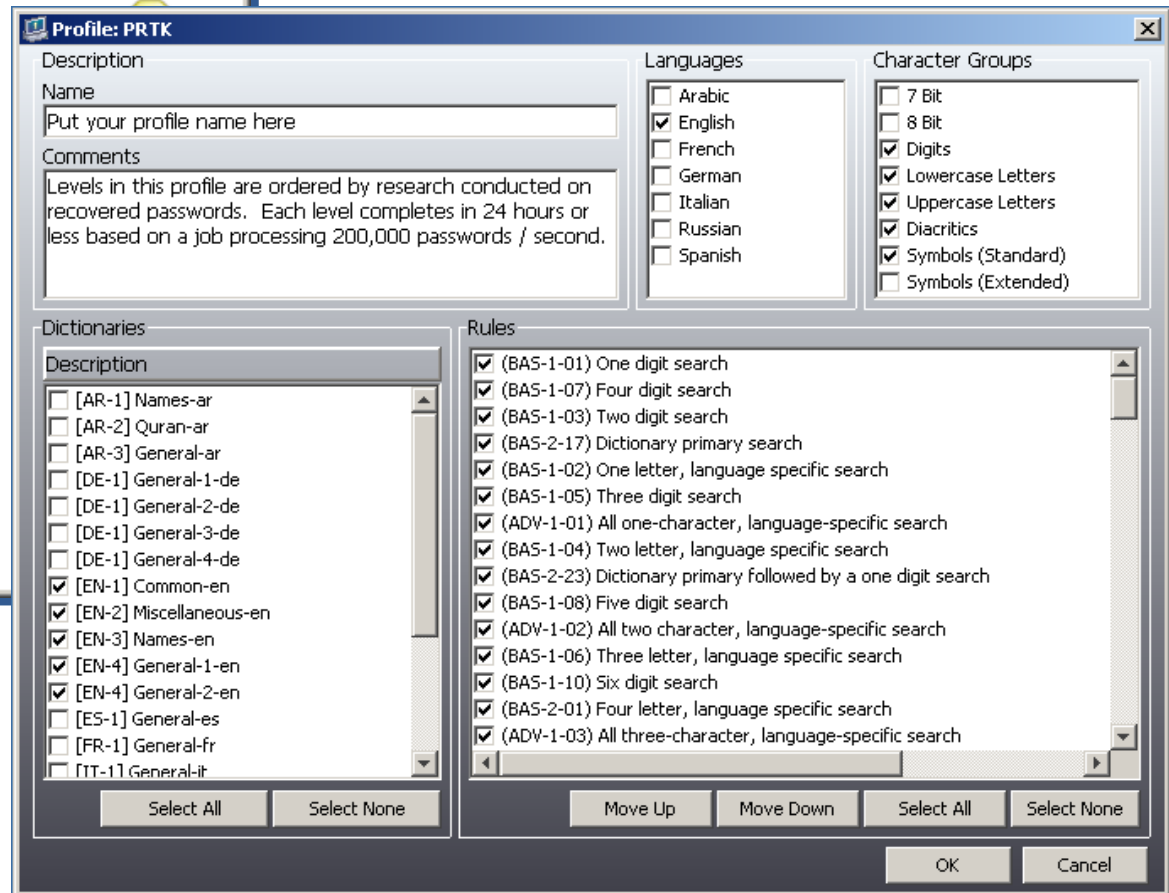 Profile: PRTK
Description
Name
Put your profile name here
Comments
Levels in this profile are ordered by research conducted on
recovered passwords. Each level completes in 24 hours or
less based on a job processing 200,000 passwords / second.
Languages
Arabic
English
French
German
Italian
Russian
Spanish
Character Groups
7 Bit
8 Bit
Digits
Lowercase Letters
Uppercase Letters
Diacritics
Symbols (Standard)
Symbols (Extended)
Dictionaries
Description
[AR-1] Names-ar
[AR-2] Quran-ar
[AR-3] General-ar
[DE-1] General-1-de
[DE-1] General-2-de
[DE-1] General-3-de
[DE-1] General-4-de
[EN-1] Common-en
[EN-2] Miscellaneous-en
[EN-3] Names-en
[EN-4] General-1-en
[EN-4] General-2-en
[ES-1] General-es
[FR-1] General-fr
[IT-1] General-it
Select All
Select None
Rules
(BAS-1-01) One digit search
(BAS-1-07) Four digit search
(BAS-1-03) Two digit search
(BAS-2-17) Dictionary primary search
(BAS-1-02) One letter, language specific search
(BAS-1-05) Three digit search
(ADV-1-01) All one-character, language-specific search
(BAS-1-04) Two letter, language specific search
(BAS-2-23) Dictionary primary followed by a one digit search
(BAS-1-08) Five digit search
(ADV-1-02) All two character, language-specific search
(BAS-1-06) Three letter, language specific search
(BAS-1-10) Six digit search
(BAS-2-01) Four letter, language specific search
(ADV-1-03) All three-character, language-specific search
Move Up
Move Down
Select All
Select None
OK
Cancel